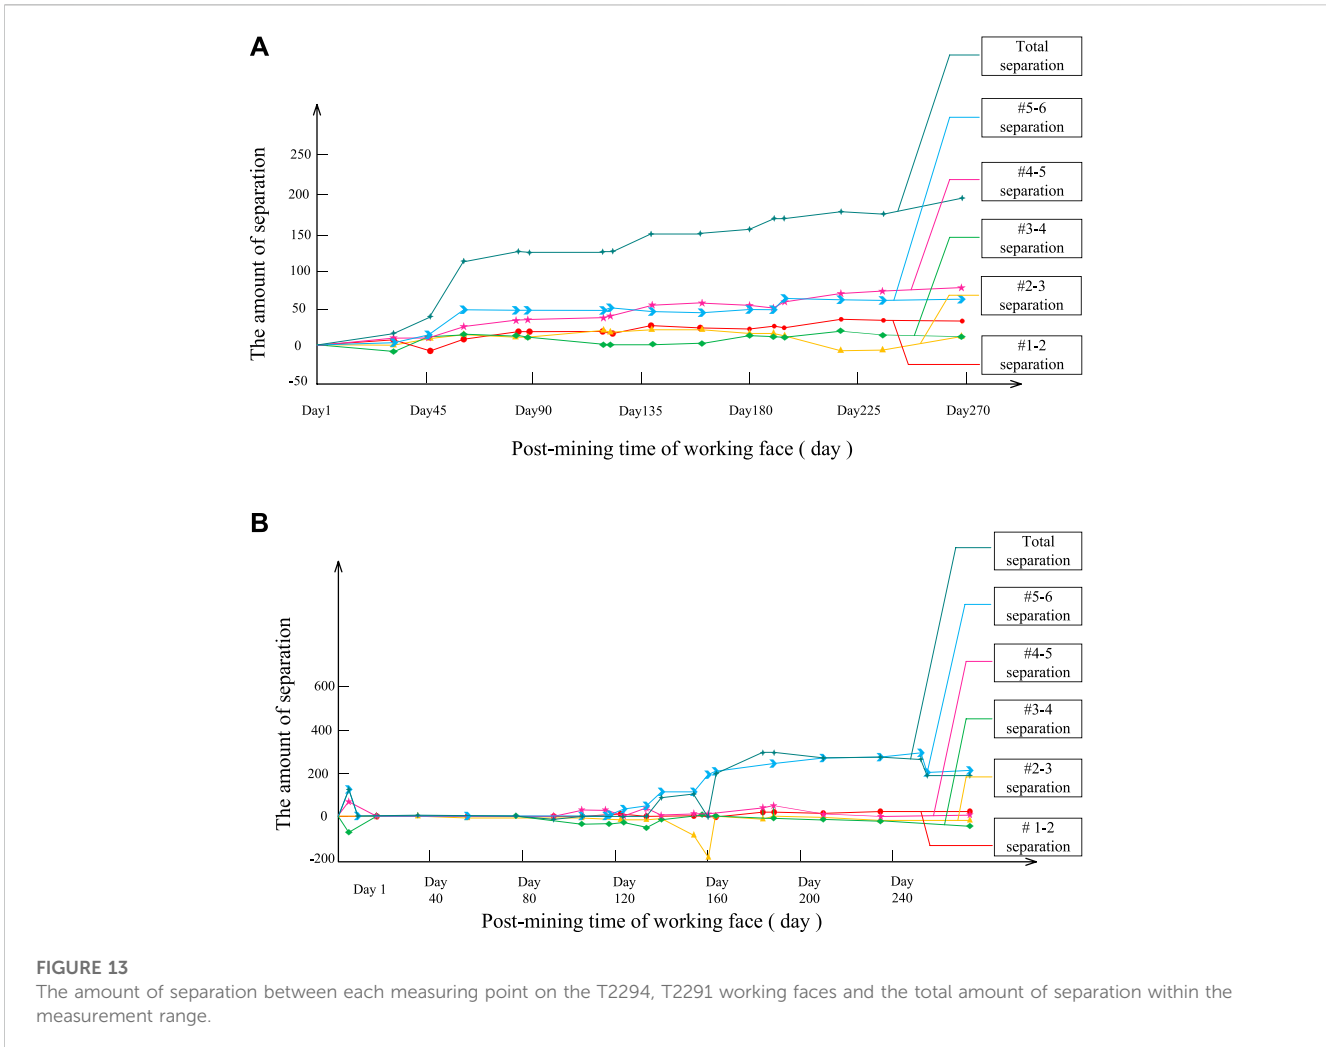 A
Total
separation
#5-6
separation
#4-5
separation
#3-4
separation
#2-3
separation
#1-2
separation
The amount of separation
250
200
150
100
50
0
-50
Day1
Day45
Day90
Day135
Day180
Day225
Day270
Post-mining time of working face ( day )
B
Total
separation
#5-6
separation
#4-5
separation
#3-4
separation
#2-3
separation
# 1-2
separation
The amount of separation
600
400
200
0
-200
Day 1
Day
40
Day
80
Day
120
Day
160
Day
200
Day
240
Post-mining time of working face ( day )
FIGURE 13
The amount of separation between each measuring point on the T2294, T2291 working faces and the total amount of separation within the
measurement range.